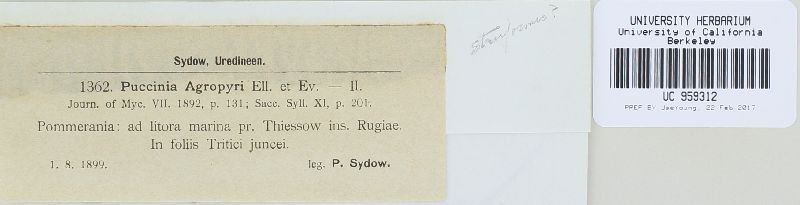 Sydow, Uredineen.
1362. Puccinia Agropyri Ell. et Ev. — II.
Journ. of Myc. VII. 1892, p. 131; Sacc. Syll. XI, p. 201.
Pommerania: ad litora marina pr. Thiessow ins. Rugiae.
In foliis Tritici juncei.
1. 8. 1899. leg. P. Sydow.
striiformis?
UNIVERSITY HERBARIUM
University of California
Berkeley
UC 959312
PREP BY JaeYoung, 22 Feb 2017